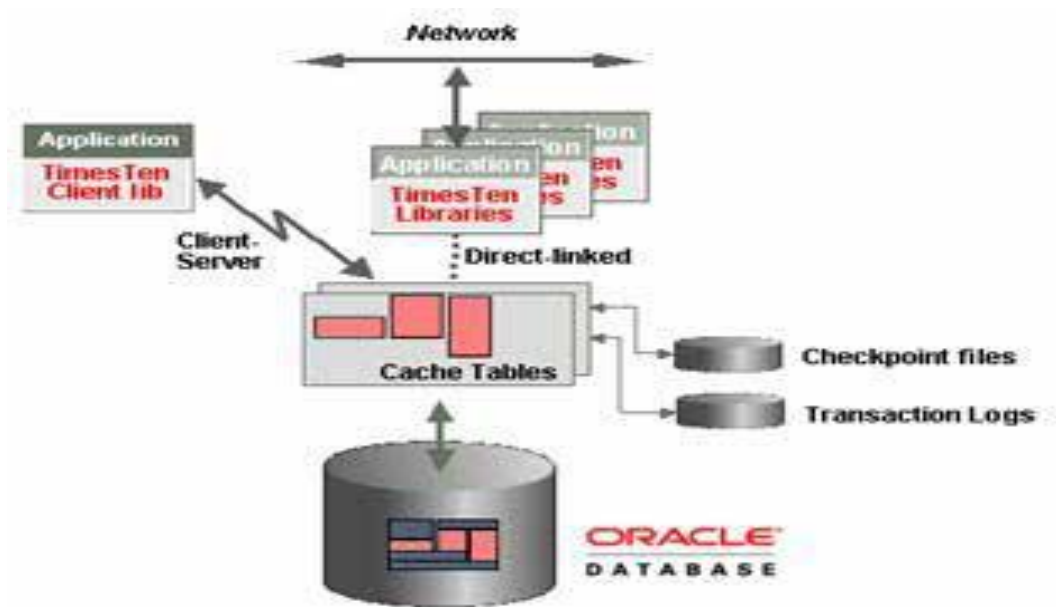 Network
Application
TimesTen
Client lib
Application
TimesTen
Libraries
Client-
Server
Direct-linked
Cache Tables
Checkpoint files
Transaction Logs
ORACLE
DATABASE